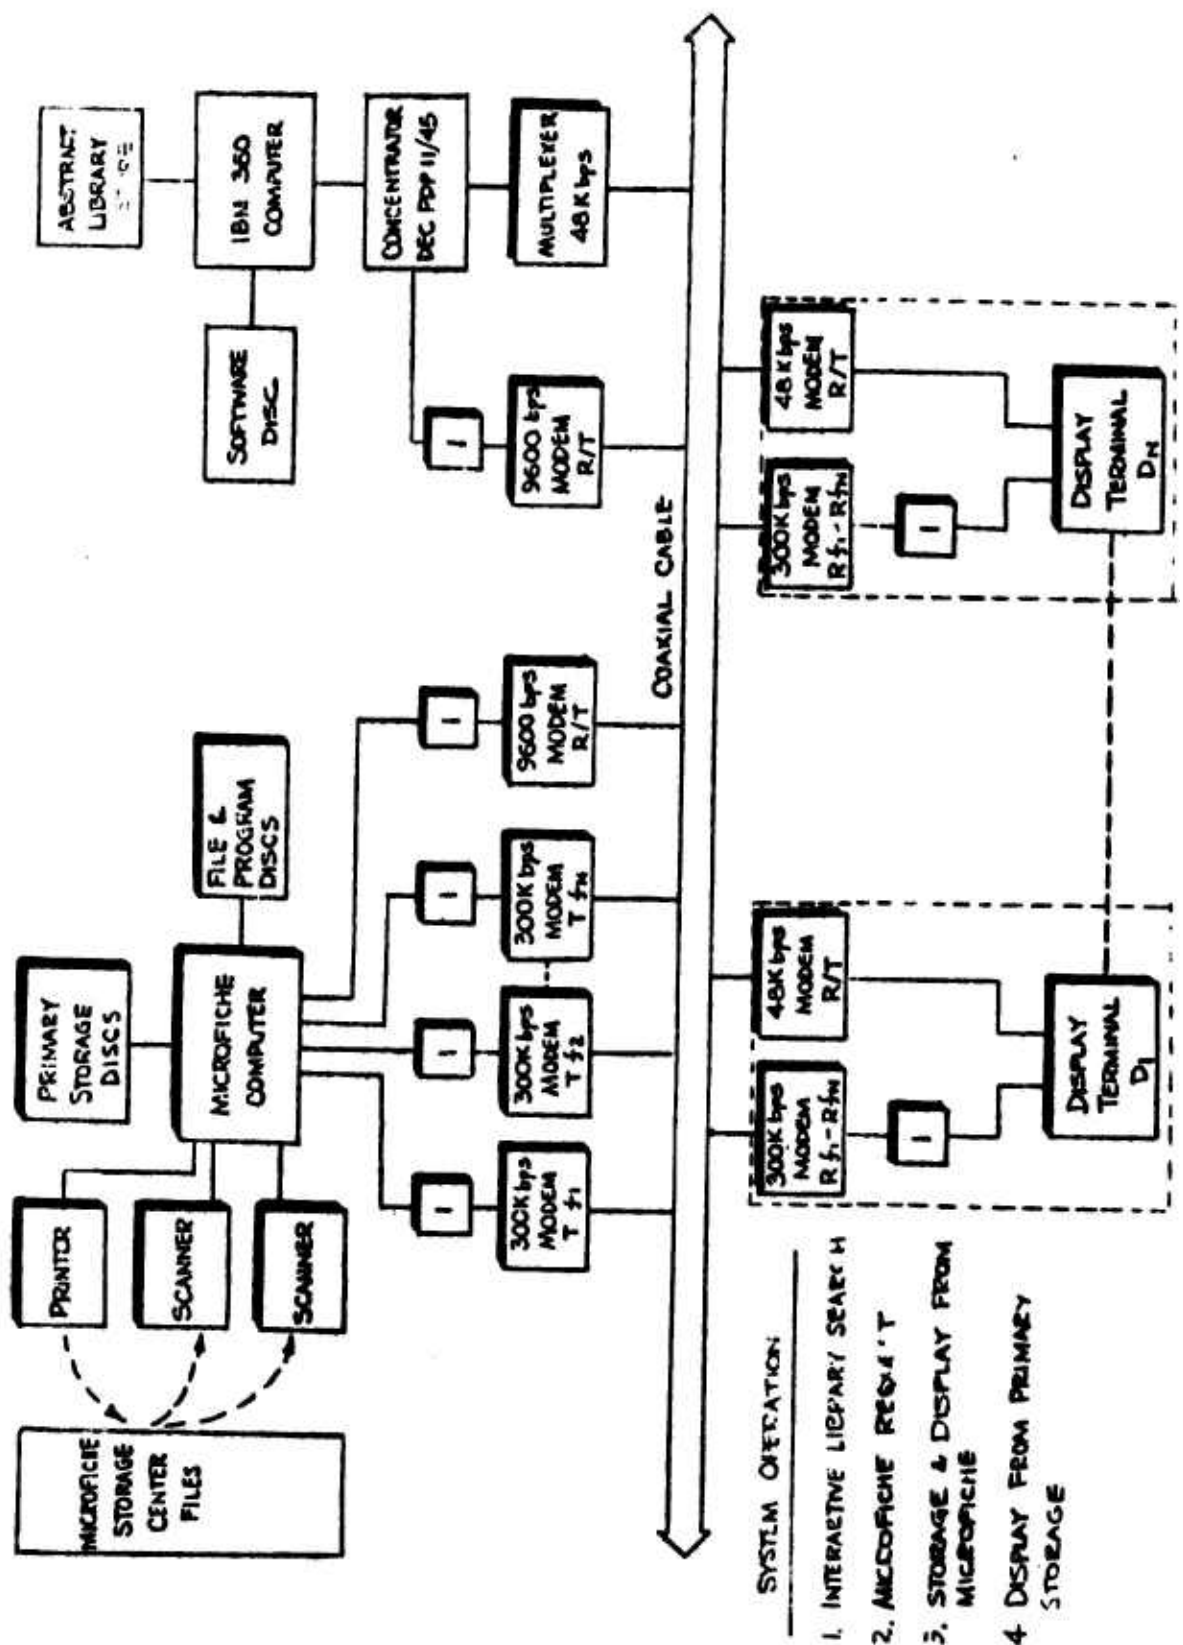 MICROFICHE
STORAGE
CENTER
FILES
PRINTER
SCANNER
SCANNER
PRIMARY
STORAGE
DISCS
MICROFICHE
COMPUTER
FILE &
PROGRAM
DISCS
ABSTRACT
LIBRARY
SOFTWARE
DISC
IBM 360
COMPUTER
CONCENTRATOR
DEC PDP 11/45
MULTIPLEXER
48K bps
I
I
I
I
I
300K bps
MODEM
T f1
300K bps
MODEM
T f2
300K bps
MODEM
T fN
9600 bps
MODEM
R/T
9600 bps
MODEM
R/T
COAXIAL CABLE
300K bps
MODEM
R f1-R fN
48K bps
MODEM
R/T
I
DISPLAY
TERMINAL
D1
300K bps
MODEM
R f1-R fN
48K bps
MODEM
R/T
I
DISPLAY
TERMINAL
DN
SYSTEM OPERATION
1. INTERACTIVE LIBRARY SEARCH
2. MICROFICHE
3. STORAGE & DISPLAY FROM
MICROFICHE
4 DISPLAY FROM PRIMARY
STORAGE